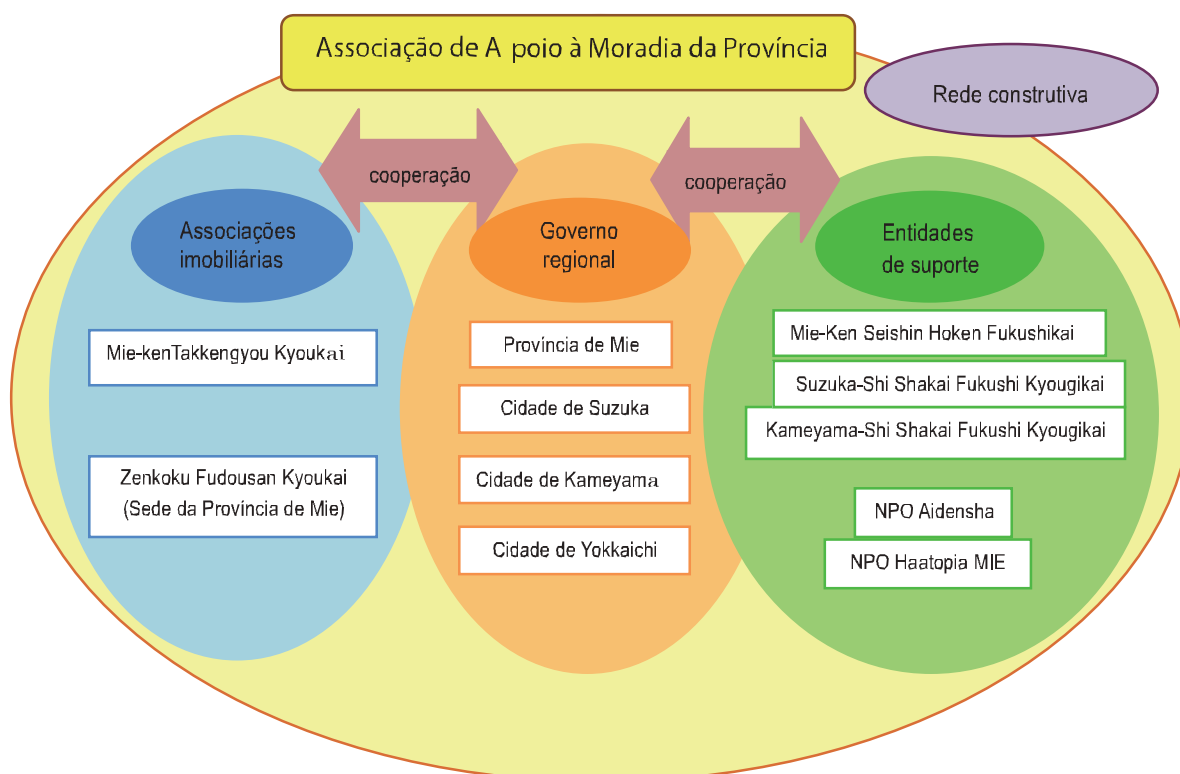 Associação de A poio à Moradia da Província
Rede construtiva
cooperação
cooperação
Associações
imobiliárias
Mie-kenTakkengyou Kyoukai
Zenkoku Fudousan Kyoukai
(Sede da Província de Mie)
Governo
regional
Província de Mie
Cidade de Suzuka
Cidade de Kameyama
Cidade de Yokkaichi
Entidades
de suporte
Mie-Ken Seishin Hoken Fukushikai
Suzuka-Shi Shakai Fukushi Kyougikai
Kameyama-Shi Shakai Fukushi Kyougikai
NPO Aidensha
NPO Haatopia MIE